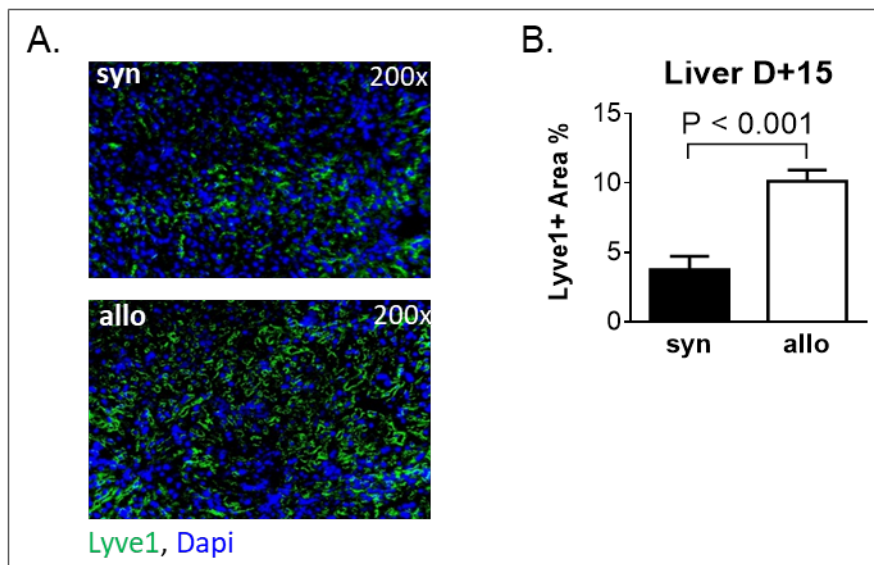 A.
syn 200x
allo 200x
Lyve1, Dapi
B.
Liver D+15
P < 0.001
Lyve1+ Area %
15
10
5
0
syn allo